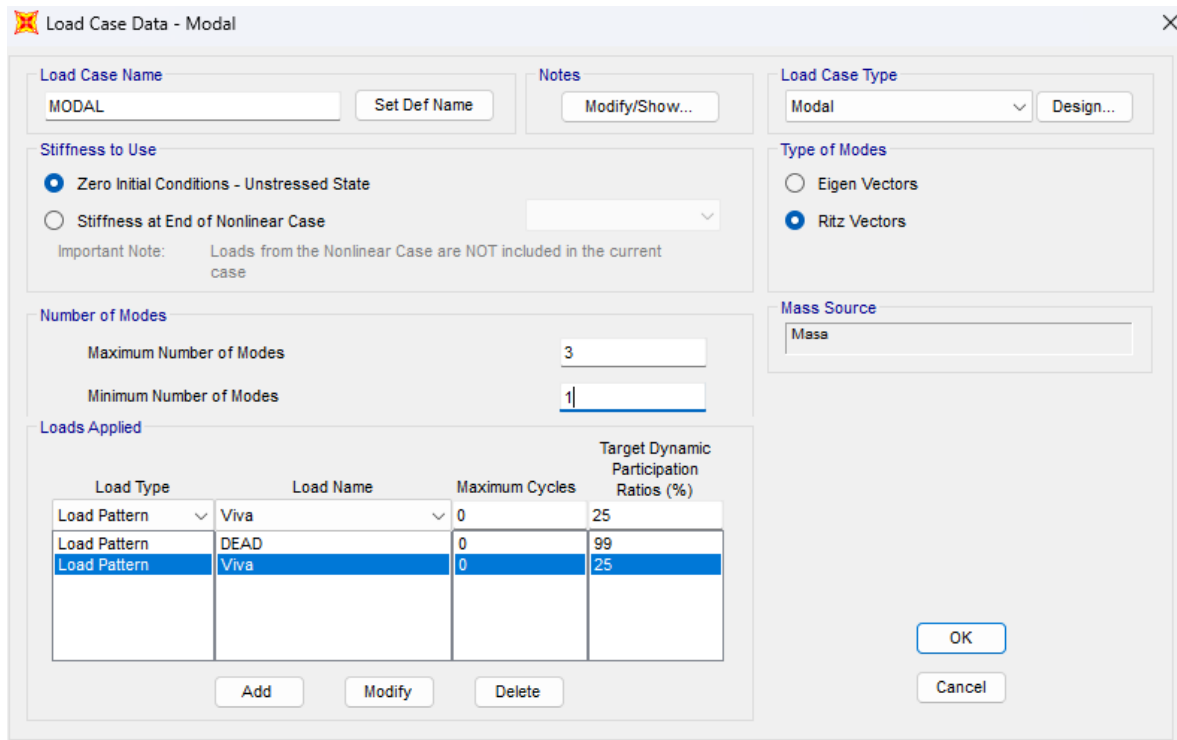 Load Case Data - Modal
Load Case Name
MODAL
Set Def Name
Notes
Modify/Show...
Load Case Type
Modal
Design...
Stiffness to Use
Zero Initial Conditions - Unstressed State
Stiffness at End of Nonlinear Case
Important Note: Loads from the Nonlinear Case are NOT included in the current
case
Type of Modes
Eigen Vectors
Ritz Vectors
Number of Modes
Maximum Number of Modes 3
Minimum Number of Modes 1
Mass Source
Masa
Loads Applied
Target Dynamic
Participation
Load Type Load Name Maximum Cycles Ratios (%)
Load Pattern Viva 0 25
Load Pattern DEAD 0 99
Load Pattern Viva 0 25
Add Modify Delete
OK
Cancel